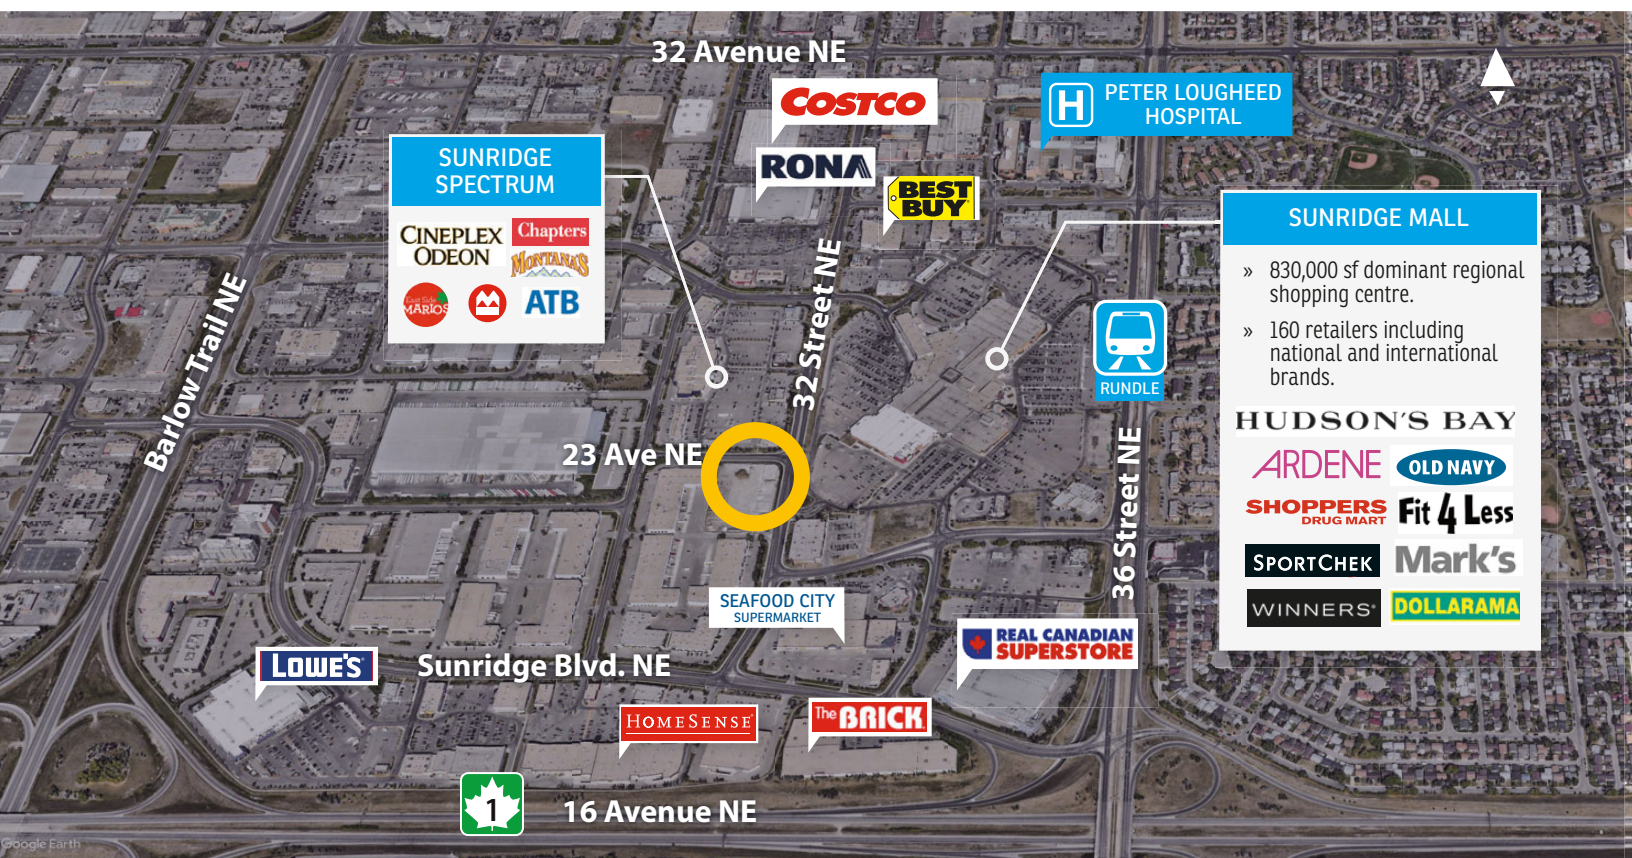 32 Avenue NE
COSTCO
PETER LOUGHEED
HOSPITAL
H
SUNRIDGE
SPECTRUM
RONA
BEST
BUY
CINEPLEX
ODEON
Chapters
MONTANA'S
East Side
MARIO'S
ATB
SUNRIDGE MALL
» 830,000 sf dominant regional
shopping centre.
» 160 retailers including
national and international
brands.
HUDSON'S BAY
ARDENE
OLD NAVY
SHOPPERS
DRUG MART
Fit 4 Less
SPORTCHEK
Mark's
WINNERS
DOLLARAMA
Barlow Trail NE
32 Street NE
RUNDLE
23 Ave NE
36 Street NE
SEAFOOD CITY
SUPERMARKET
REAL CANADIAN
SUPERSTORE
LOWE'S
Sunridge Blvd. NE
HOMESENSE
The BRICK
1
16 Avenue NE
Google Earth